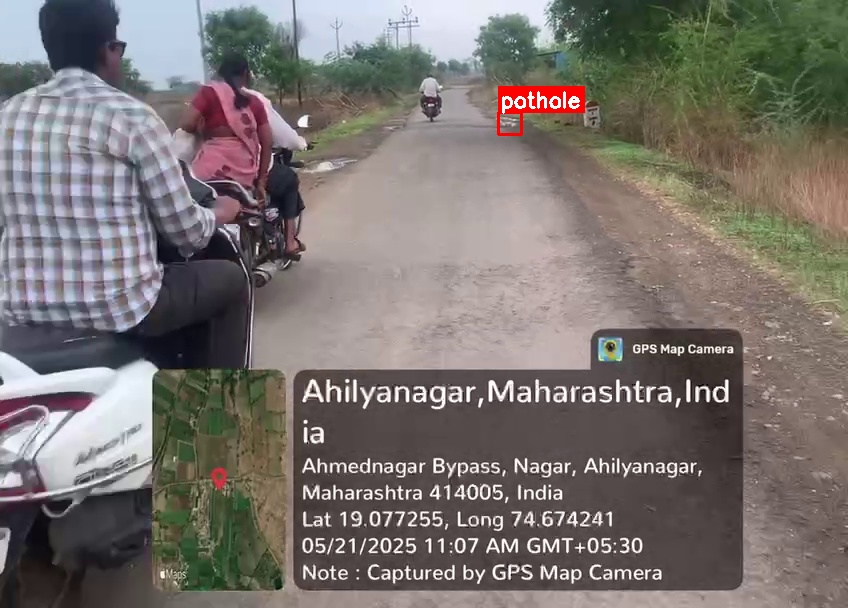 pothole
GPS Map Camera
Ahilyanagar,Maharashtra,Ind
ia
Ahmednagar Bypass, Nagar, Ahilyanagar,
Maharashtra 414005, India
Lat 19.077255, Long 74.674241
05/21/2025 11:07 AM GMT+05:30
Note : Captured by GPS Map Camera
Maps